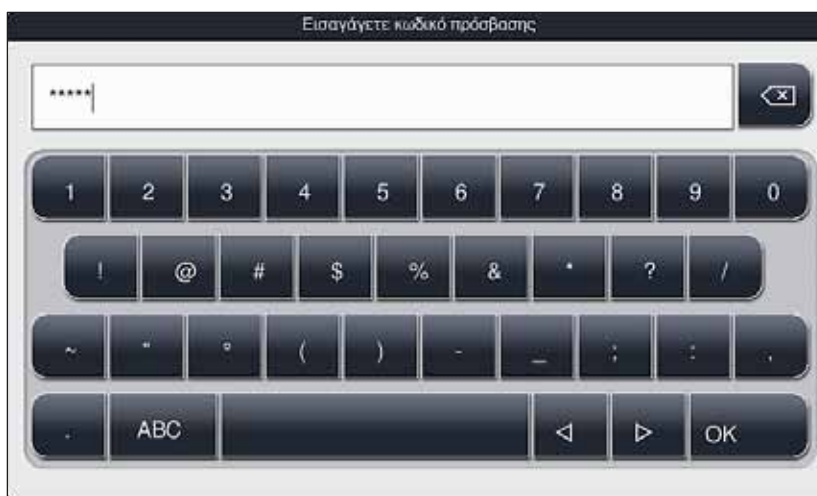 Εισαγάγετε κωδικό πρόσβασης
*****
1 2 3 4 5 6 7 8 9 0
! @ # $ % & * ? /
~ " ° ( ) - _ ; : ,
. ABC ◁ ▷ OK